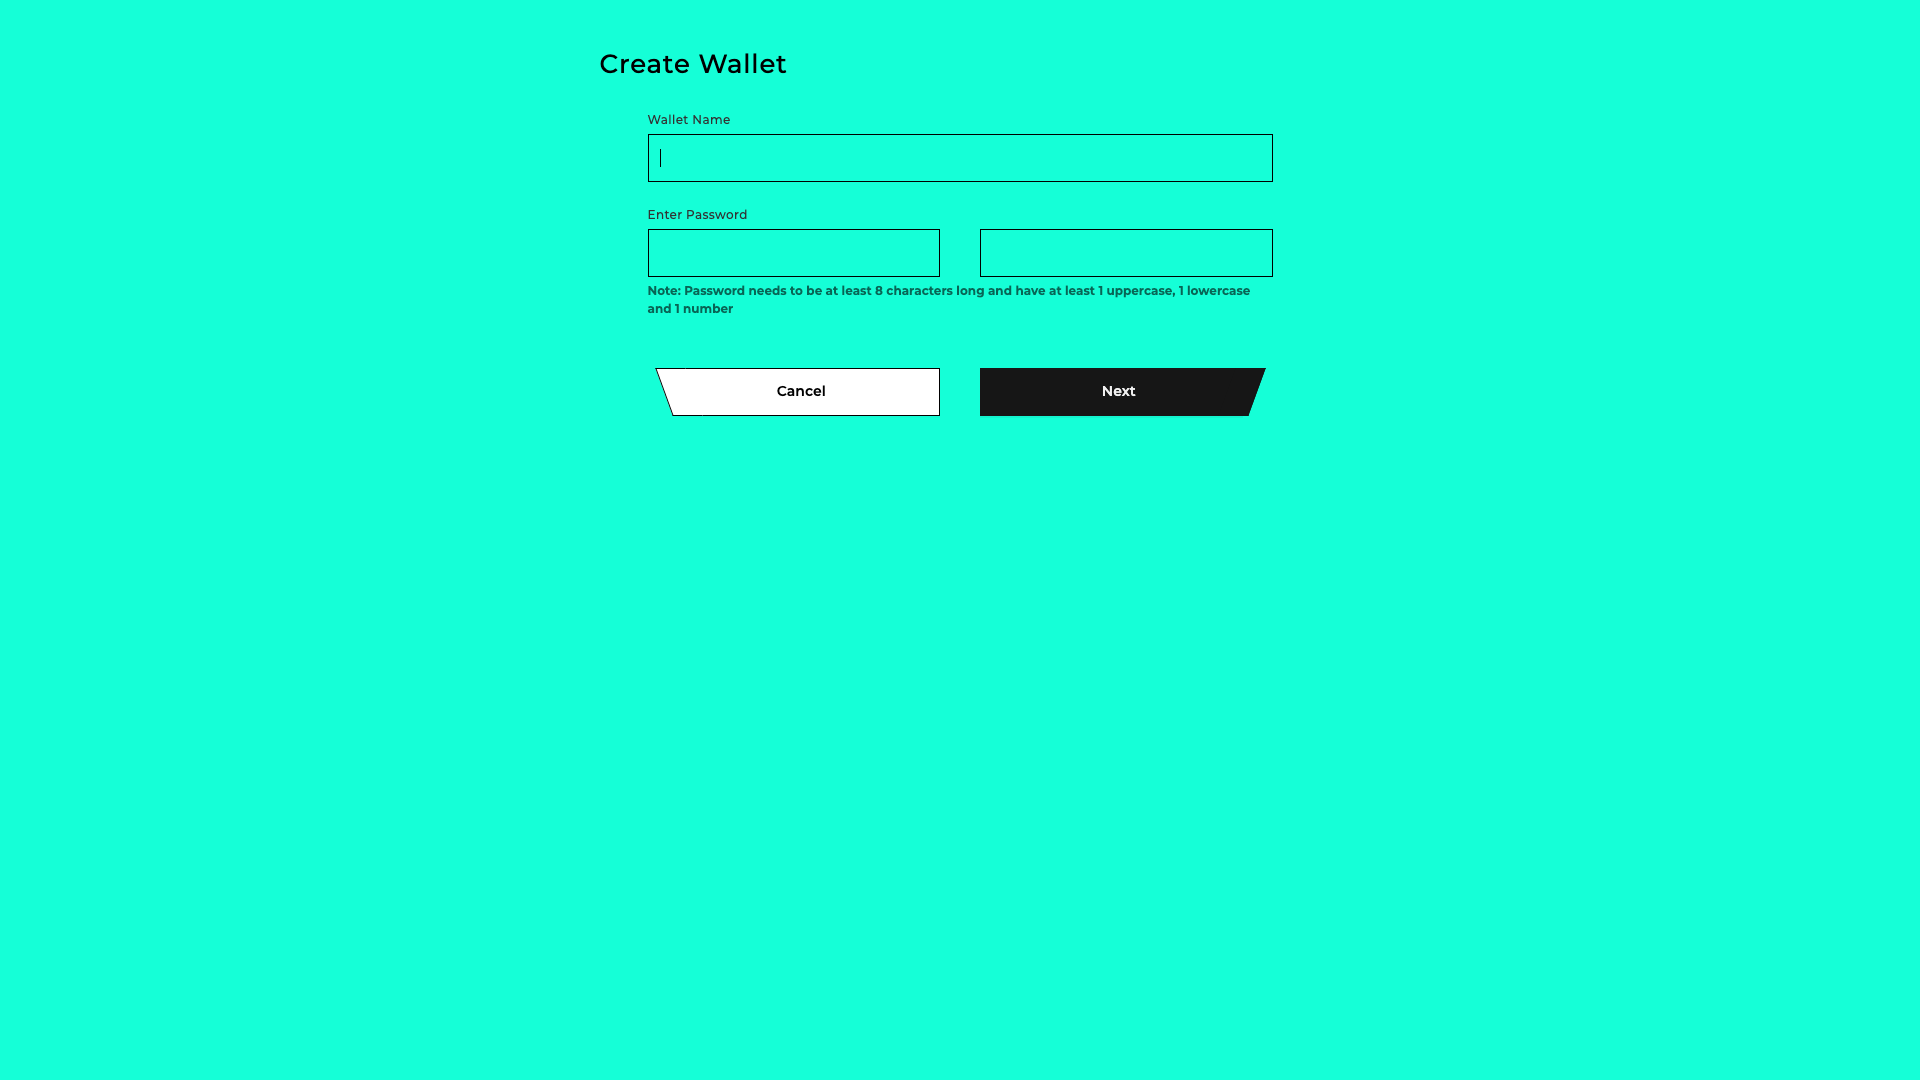 Create Wallet
Wallet Name
Enter Password
Note: Password needs to be at least 8 characters long and have at least 1 uppercase, 1 lowercase
and 1 number
Cancel
Next